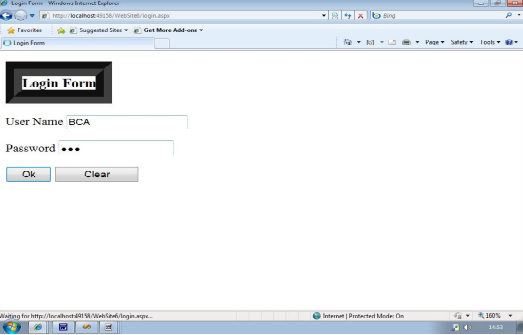 Login Form - Windows Internet Explorer
http://localhost:49158/WebSite6/login.aspx
Bing
Favorites Suggested Sites Get More Add-ons
Login Form
Page Safety Tools
Login Form
User Name BCA
Password •••
Ok Clear
Waiting for http://localhost:49158/WebSite6/login.aspx...
Internet | Protected Mode: On
160%
14:53